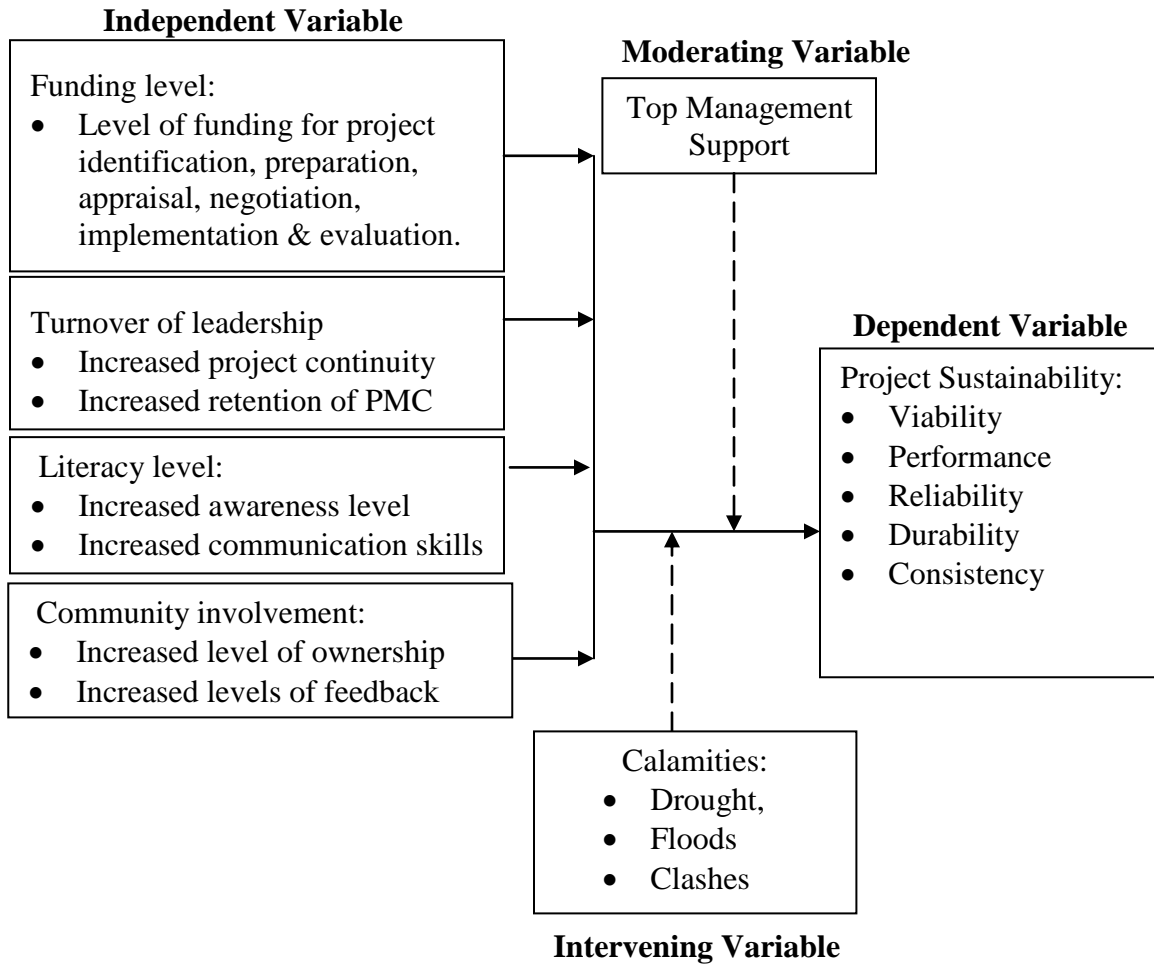 Independent Variable
Funding level:
• Level of funding for project
identification, preparation,
appraisal, negotiation,
implementation & evaluation.
Turnover of leadership
• Increased project continuity
• Increased retention of PMC
Literacy level:
• Increased awareness level
• Increased communication skills
Community involvement:
• Increased level of ownership
• Increased levels of feedback
Moderating Variable
Top Management
Support
Dependent Variable
Project Sustainability:
• Viability
• Performance
• Reliability
• Durability
• Consistency
Calamities:
• Drought,
• Floods
• Clashes
Intervening Variable